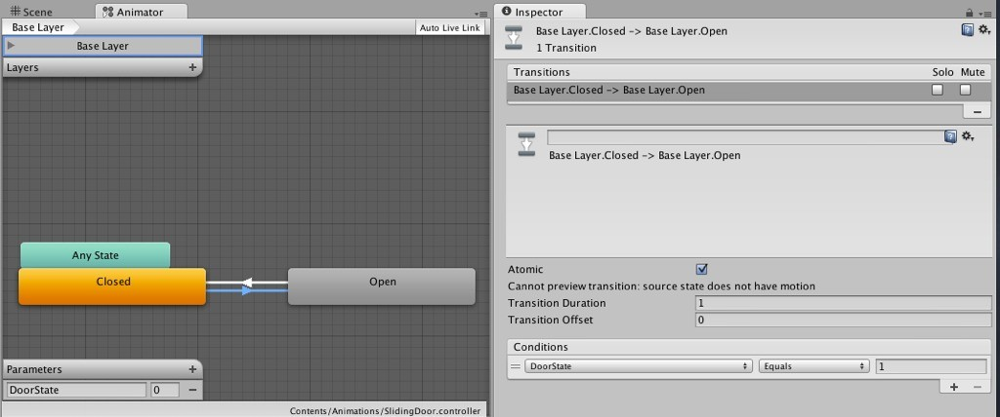 Scene
Animator
Base Layer
Auto Live Link
Base Layer
Layers
+
Any State
Closed
Open
Parameters
+
DoorState 0 −
Contents/Animations/SlidingDoor.controller
Inspector
Base Layer.Closed -> Base Layer.Open
1 Transition
Transitions Solo Mute
Base Layer.Closed -> Base Layer.Open
−
Base Layer.Closed -> Base Layer.Open
Atomic
Cannot preview transition: source state does not have motion
Transition Duration 1
Transition Offset 0
Conditions
DoorState Equals 1
+ −